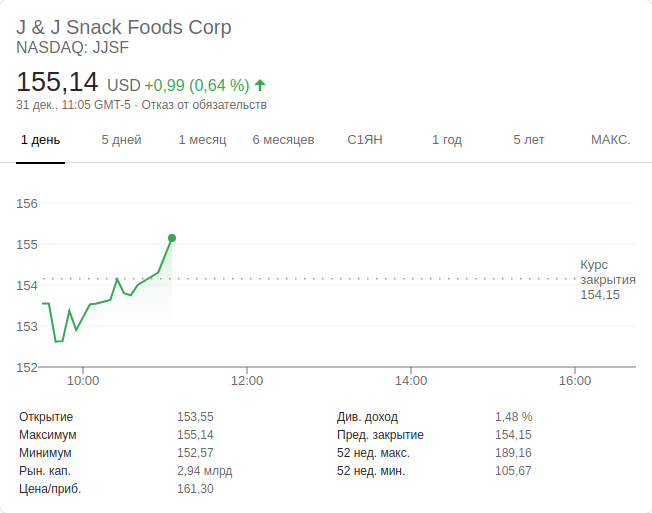 J & J Snack Foods Corp
NASDAQ: JJSF
155,14 USD +0,99 (0,64 %)
31 дек., 11:05 GMT-5 · Отказ от обязательств
1 день 5 дней 1 месяц 6 месяцев С1ЯН 1 год 5 лет МАКС.
156
155
154
153
152
Курс
закрытия
154,15
10:00 12:00 14:00 16:00
Открытие 153,55
Максимум 155,14
Минимум 152,57
Рын. кап. 2,94 млрд
Цена/приб. 161,30
Див. доход 1,48 %
Пред. закрытие 154,15
52 нед. макс. 189,16
52 нед. мин. 105,67